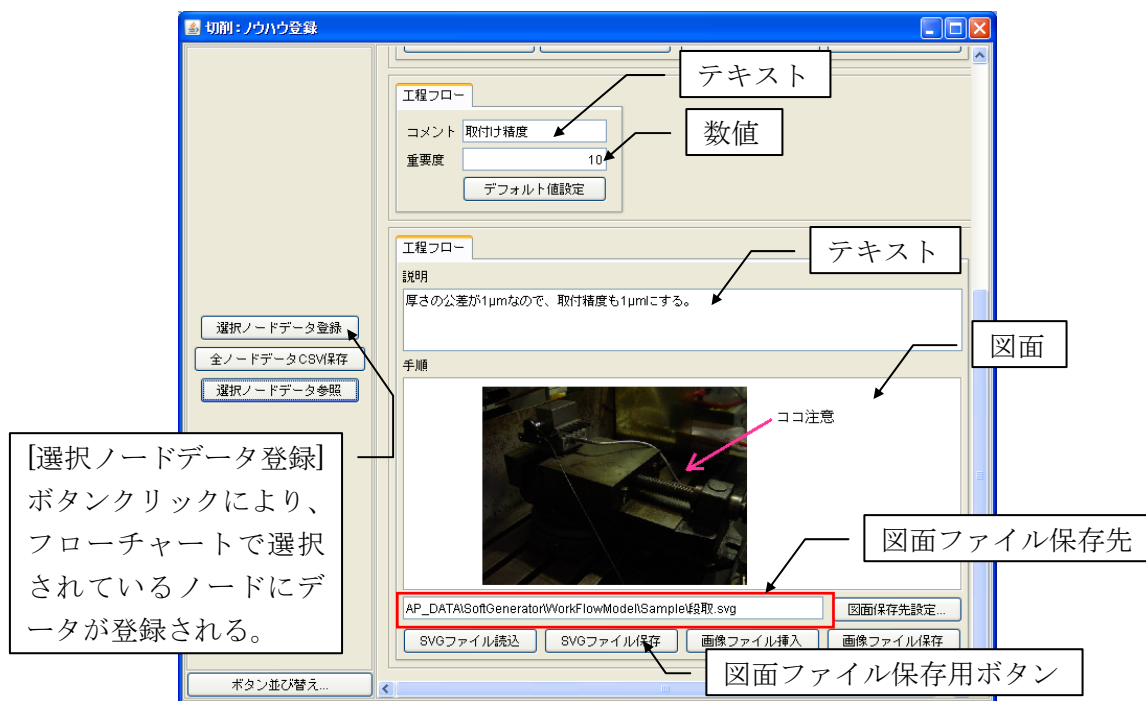 切削:ノウハウ登録
テキスト
工程フロー
コメント 取付け精度
数値
重要度 10
デフォルト値設定
工程フロー
テキスト
説明
厚さの公差が1μmなので、取付精度も1μmにする。
選択ノードデータ登録
図面
全ノードデータCSV保存
手順
選択ノードデータ参照
ココ注意
[選択ノードデータ登録]
ボタンクリックにより、
フローチャートで選択
されているノードにデ
ータが登録される。
図面ファイル保存先
AP_DATA\SoftGenerator\WorkFlowModel\Sample\段取.svg
図面保存先設定...
SVGファイル読込 SVGファイル保存 画像ファイル挿入 画像ファイル保存
図面ファイル保存用ボタン
ボタン並び替え...